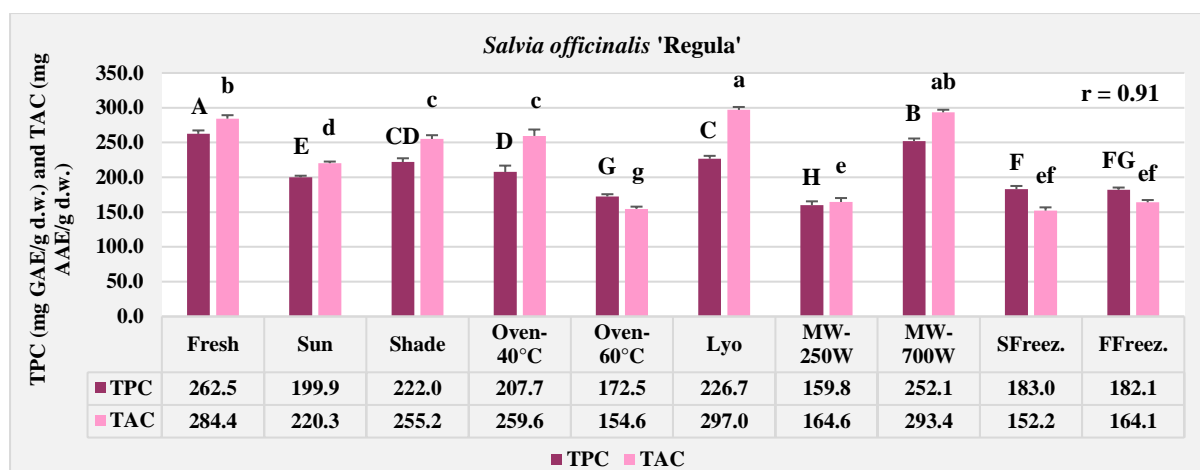 Salvia officinalis 'Regula'
TPC (mg GAE/g d.w.) and TAC (mg
AAE/g d.w.)
350.0
300.0
250.0
200.0
150.0
100.0
50.0
0.0
A b E d CD c D c G g C a H e B ab F ef FG ef
r = 0.91
Fresh Sun Shade Oven-40°C Oven-60°C Lyo MW-250W MW-700W SFreez. FFreez.
TPC 262.5 199.9 222.0 207.7 172.5 226.7 159.8 252.1 183.0 182.1
TAC 284.4 220.3 255.2 259.6 154.6 297.0 164.6 293.4 152.2 164.1
TPC TAC